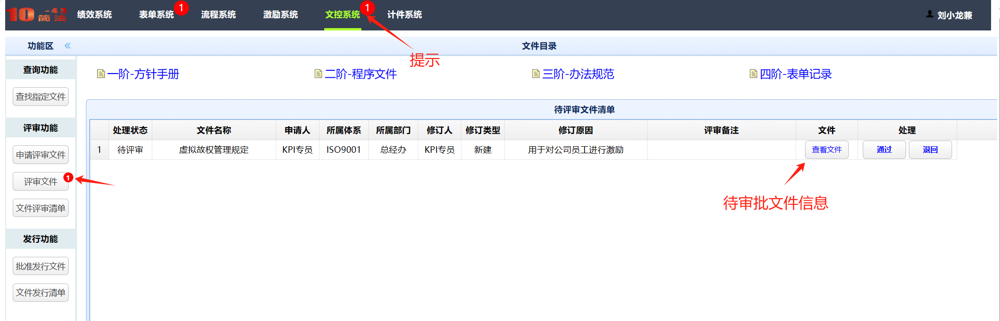 10 -43 简法 绩效系统 表单系统 1 流程系统 激励系统 文控系统 1 计件系统 刘小龙兼
功能区 « 文件目录
提示
查询功能
一阶-方针手册 二阶-程序文件 三阶-办法规范 四阶-表单记录
查找指定文件
待评审文件清单
评审功能
处理状态 文件名称 申请人 所属体系 所属部门 修订人 修订类型 修订原因 评审备注 文件 处理
1 待评审 虚拟故权管理规定 KPI专员 ISO9001 总经办 KPI专员 新建 用于对公司员工进行激励 查看文件 通过 退回
申请评审文件
评审文件 1
待审批文件信息
文件评审清单
发行功能
批准发行文件
文件发行清单